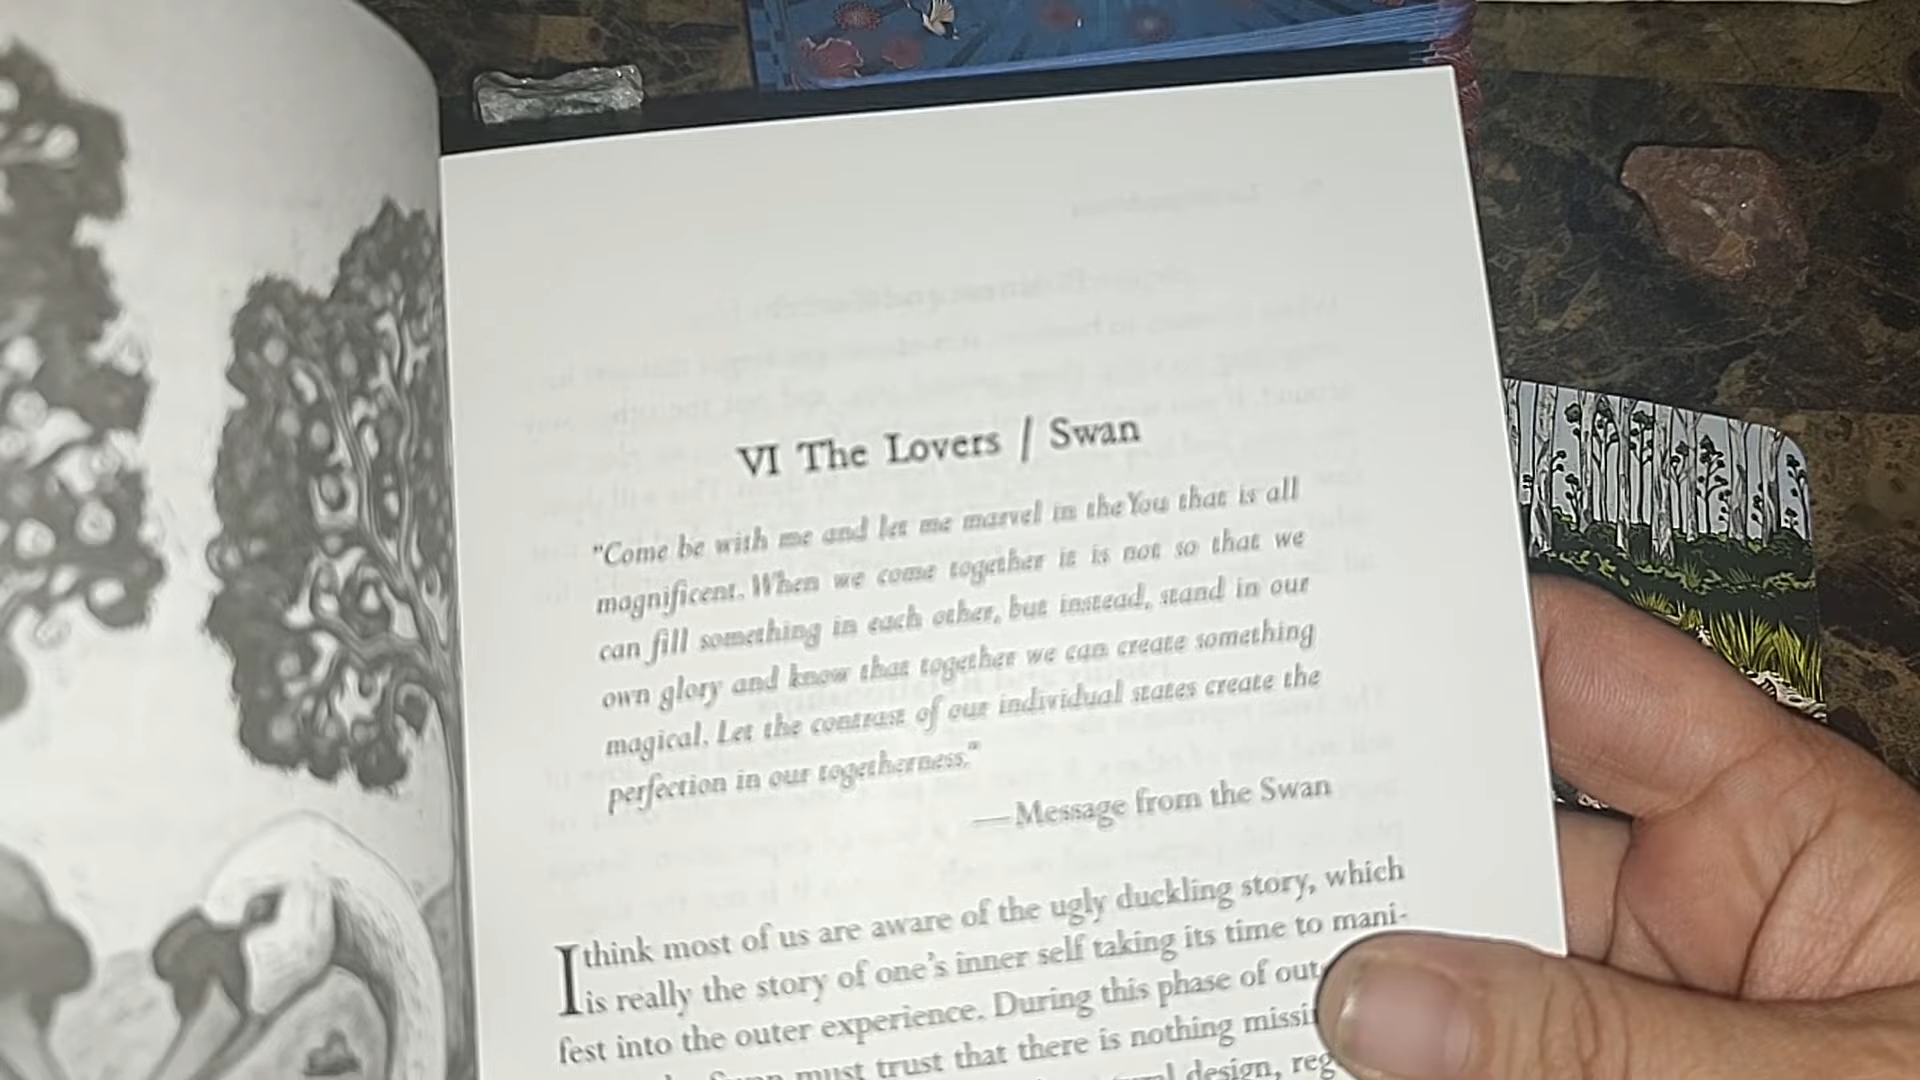 VI The Lovers / Swan
"Come be with me and let me marvel in the You that is all
magnificent. When we come together it is not so that we
can fill something in each other, but instead, stand in our
own glory and know that together we can create something
magical. Let the contrast of our individual states create the
perfection in our togetherness."
—Message from the Swan
I think most of us are aware of the ugly duckling story, which
is really the story of one's inner self taking its time to mani-
fest into the outer experience. During this phase of our
must trust that there is nothing
design,